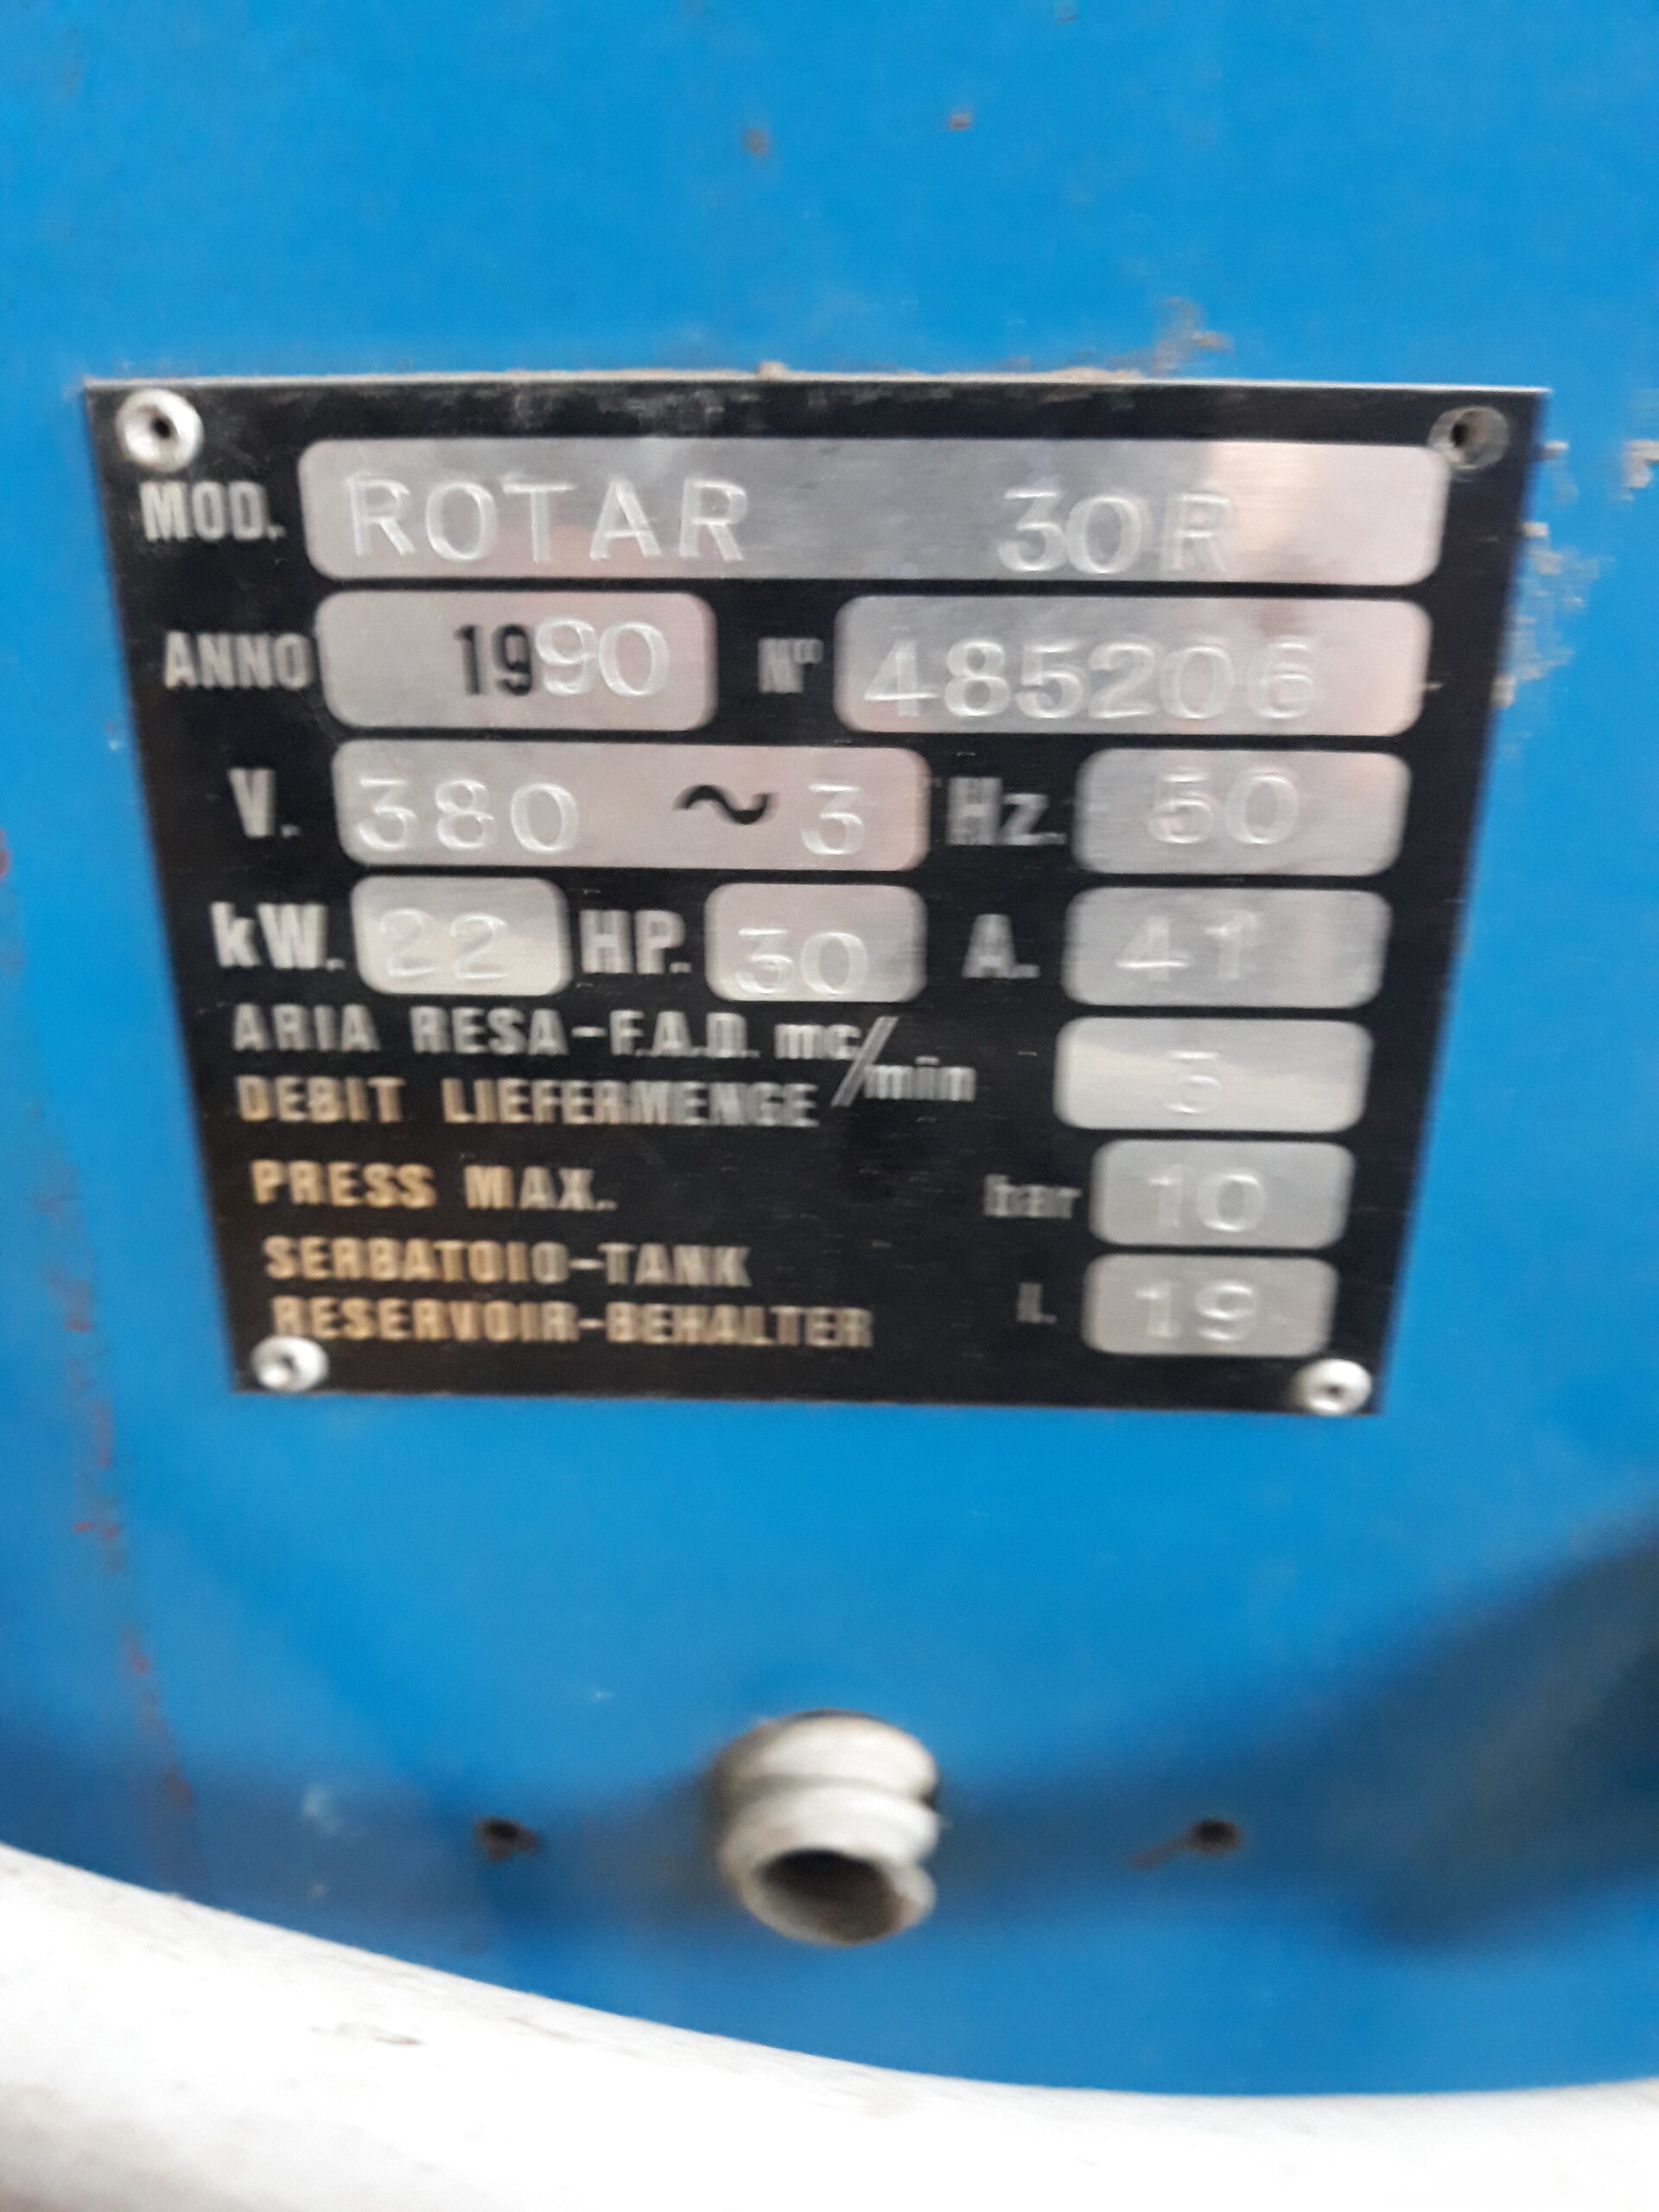 MOD. ROTAR 30R
ANNO 1990 N° 485206
V. 380 ~ 3 Hz. 50
kW. 22 HP. 30 A. 41
ARIA RESA-F.A.D. mc/min
DEBIT LIEFERMENGE
PRESS MAX. bar 10
SERBATOIO-TANK
RESERVOIR-BEHALTER l. 19